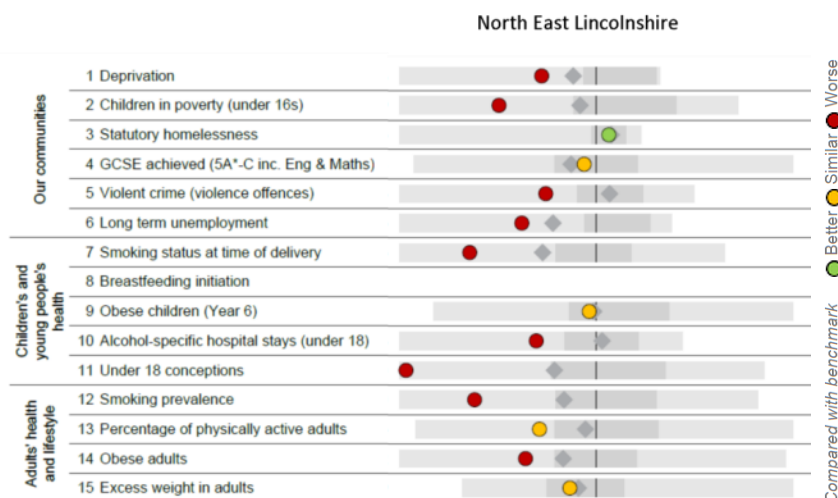 North East Lincolnshire
Our communities
1 Deprivation
2 Children in poverty (under 16s)
3 Statutory homelessness
4 GCSE achieved (5A*-C inc. Eng & Maths)
5 Violent crime (violence offences)
6 Long term unemployment
Children's and
young people's
health
7 Smoking status at time of delivery
8 Breastfeeding initiation
9 Obese children (Year 6)
10 Alcohol-specific hospital stays (under 18)
11 Under 18 conceptions
Adults' health
and lifestyle
12 Smoking prevalence
13 Percentage of physically active adults
14 Obese adults
15 Excess weight in adults
Compared with benchmark
Better
Similar
Worse